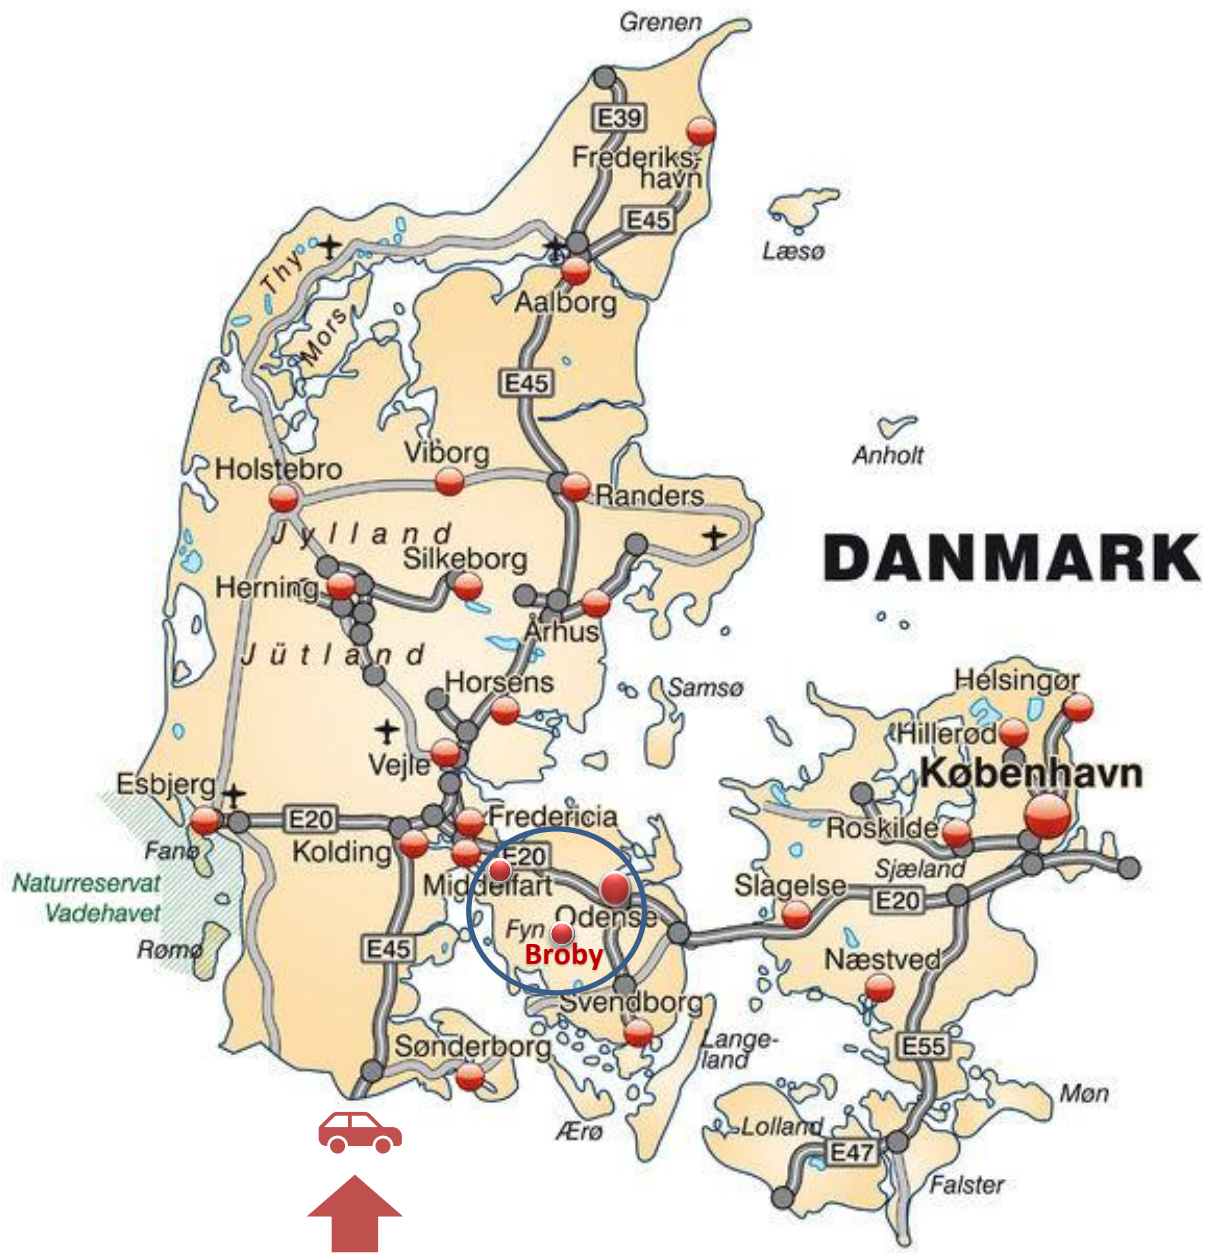 Grenen
E39
Frederiks-
havn
E45
Læsø
Thy
Aalborg
Mors
E45
Anholt
Viborg
Holstebro
Randers
Jylland
DANMARK
Silkeborg
Herning
Århus
Jütland
Helsingør
Horsens
Samsø
Hillerød
Vejle
København
Esbjerg
E20
Fredericia
Roskilde
Fanø
Kolding
E20
Sjæland
Naturreservat
Vadehavet
Middelfart
Slagelse
E20
Odense
Fyn
Rømø
E45
Broby
Næstved
Svendborg
Sønderborg
Lange-
land
E55
Møn
Ærø
Lolland
E47
Falster